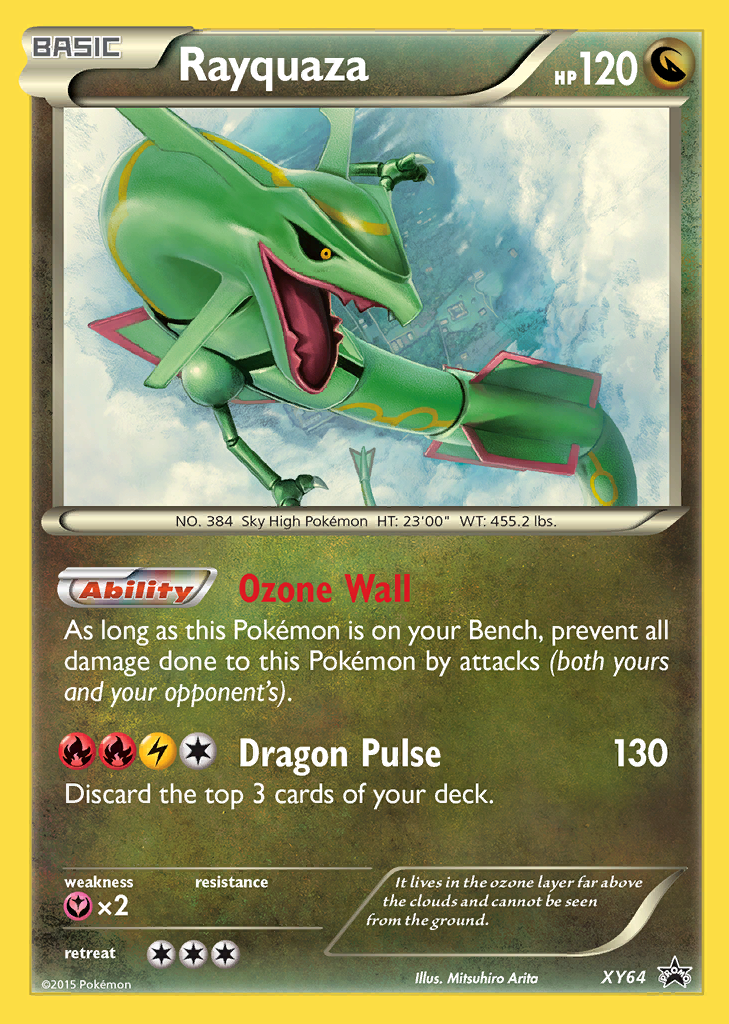 BASIC
Rayquaza
HP120
NO. 384 Sky High Pokémon HT: 23'00" WT: 455.2 lbs.
Ability Ozone Wall
As long as this Pokémon is on your Bench, prevent all
damage done to this Pokémon by attacks (both yours
and your opponent's).
Dragon Pulse 130
Discard the top 3 cards of your deck.
weakness resistance
×2
retreat
It lives in the ozone layer far above
the clouds and cannot be seen
from the ground.
©2015 Pokémon
Illus. Mitsuhiro Arita
XY64
PROMO